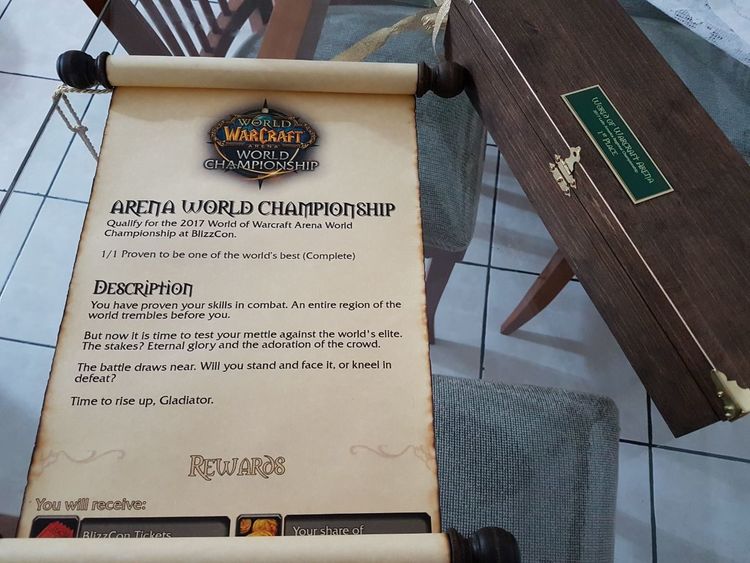 WORLD
WARCRAFT
ARENA
WORLD
CHAMPIONSHIP
ARENA WORLD CHAMPIONSHIP
Qualify for the 2017 World of Warcraft Arena World
Championship at BlizzCon.
1/1 Proven to be one of the world's best (Complete)
Description
You have proven your skills in combat. An entire region of the
world trembles before you.
But now it is time to test your mettle against the world's elite.
The stakes? Eternal glory and the adoration of the crowd.
The battle draws near. Will you stand and face it, or kneel in
defeat?
Time to rise up, Gladiator.
Rewards
You will receive:
BlizzCon Tickets
Your share of
World of Warcraft Arena
1st Place